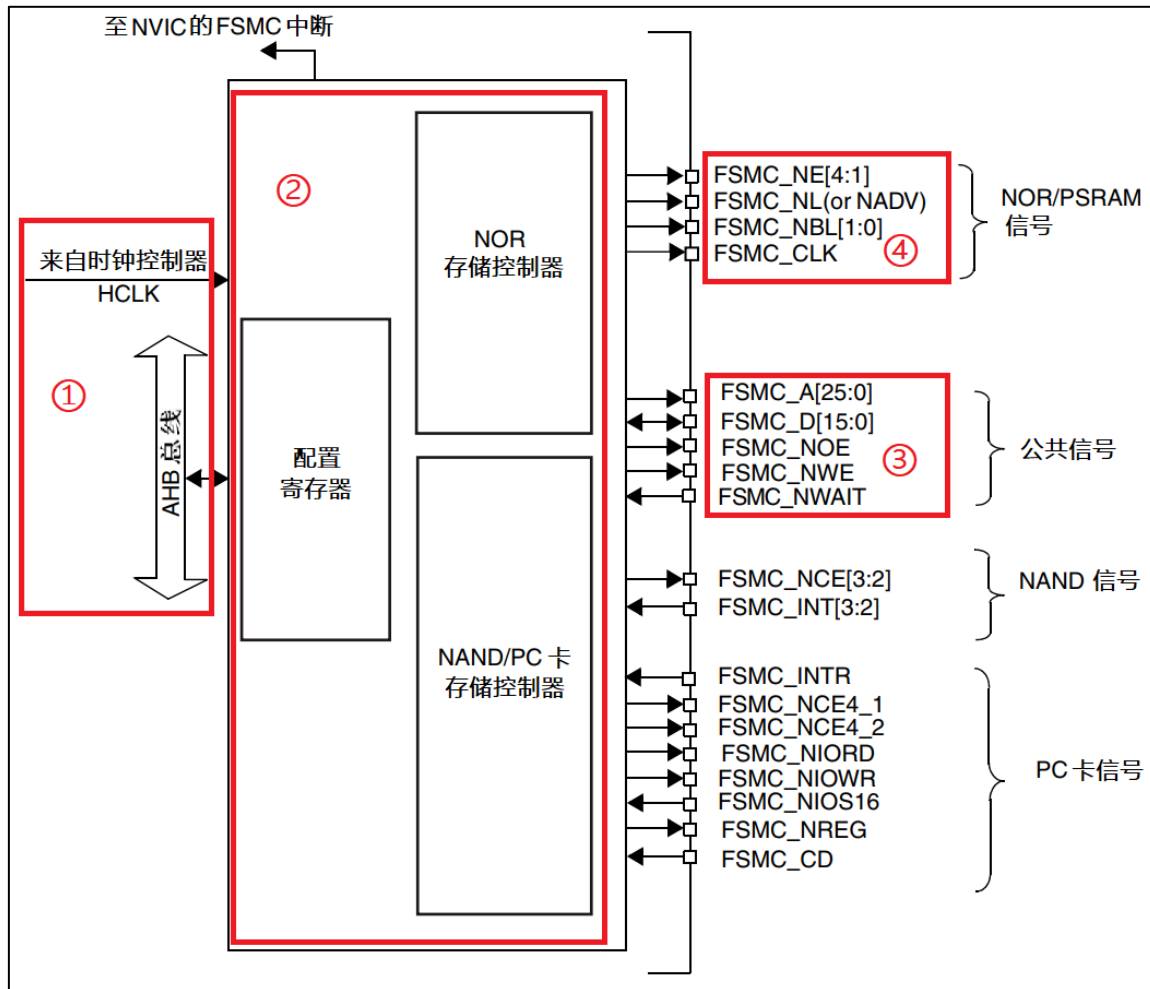 至NVIC的FSMC中断
来自时钟控制器
HCLK
①
AHB总线
②
NOR
存储控制器
配置
寄存器
NAND/PC卡
存储控制器
FSMC_NE[4:1]
FSMC_NL(or NADV)
FSMC_NBL[1:0]
FSMC_CLK
④
NOR/PSRAM
信号
FSMC_A[25:0]
FSMC_D[15:0]
FSMC_NOE
FSMC_NWE
FSMC_NWAIT
③
公共信号
FSMC_NCE[3:2]
FSMC_INT[3:2]
NAND 信号
FSMC_INTR
FSMC_NCE4_1
FSMC_NCE4_2
FSMC_NIORD
FSMC_NIOWR
FSMC_NIOS16
FSMC_NREG
FSMC_CD
PC卡信号